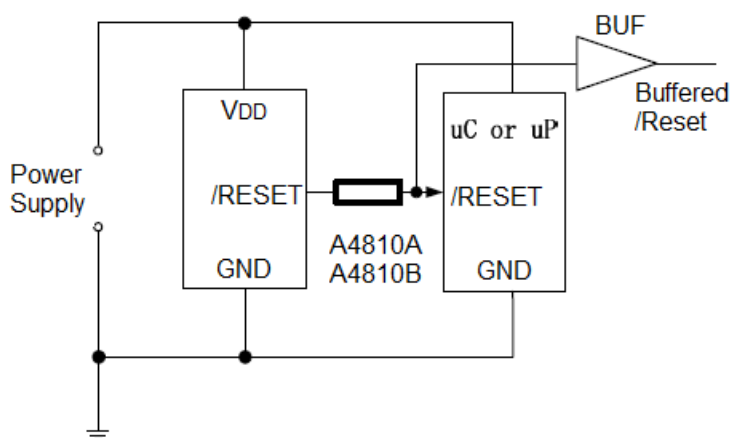 BUF
Buffered
/Reset
VDD
uC or uP
Power
Supply
/RESET
/RESET
A4810A
A4810B
GND
GND